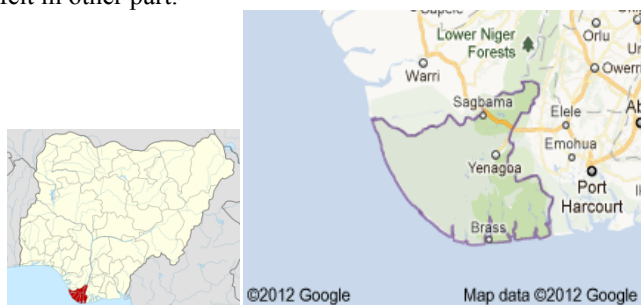 Lower Niger
Forests
Orlu
Warri
Owerri
Sagbama
Elele
Emohua
Yenagoa
Port
Harcourt
Brass
©2012 Google
Map data ©2012 Google